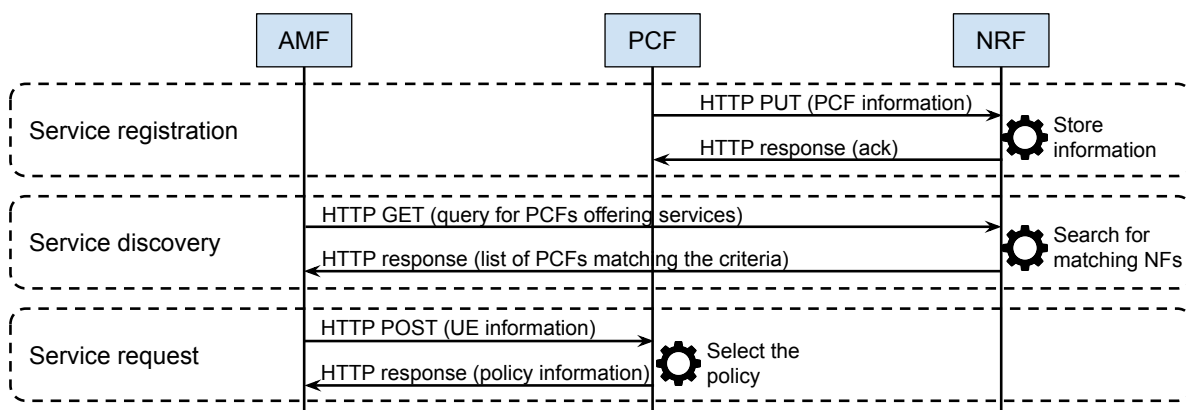 AMF
PCF
NRF
Service registration
HTTP PUT (PCF information)
HTTP response (ack)
Store
information
Service discovery
HTTP GET (query for PCFs offering services)
HTTP response (list of PCFs matching the criteria)
Search for
matching NFs
Service request
HTTP POST (UE information)
HTTP response (policy information)
Select the
policy